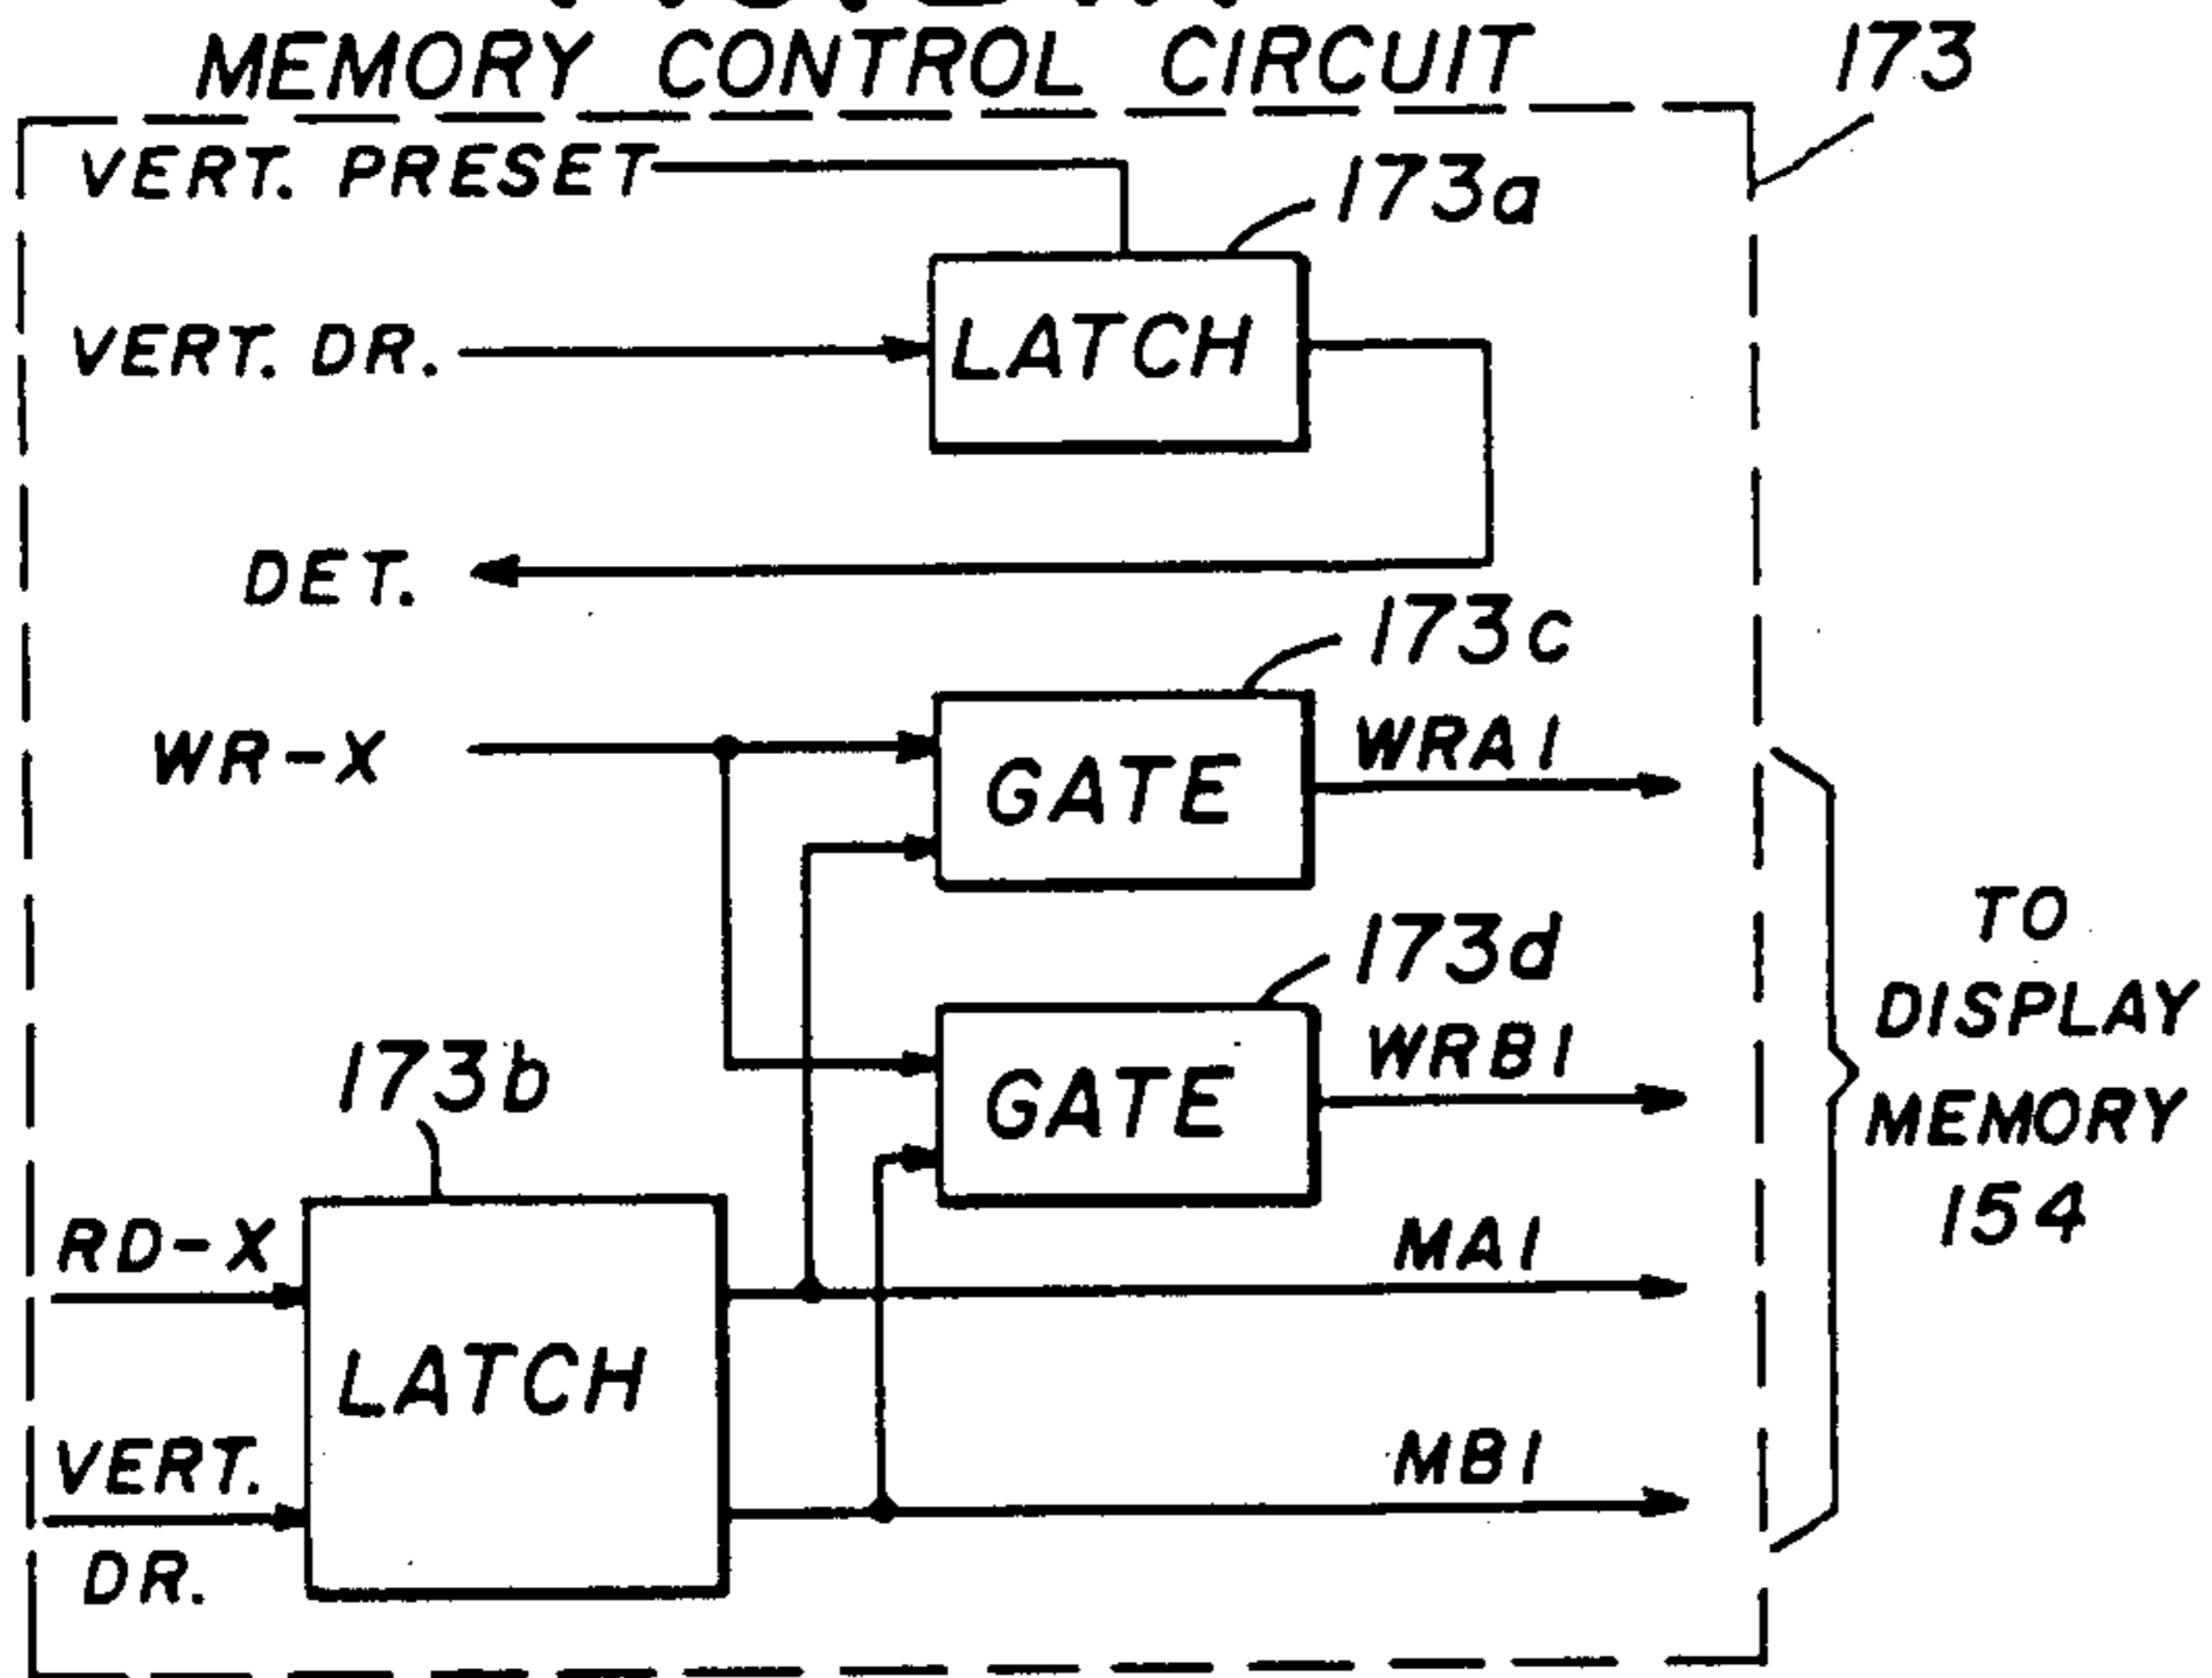 MEMORY CONTROL CIRCUIT
173
VERT. PRESET
173a
VERT. DR.
LATCH
DET.
173c
WR-X
GATE
WRA1
173d
GATE
WRB1
TO
DISPLAY
MEMORY
154
173b
RD-X
LATCH
VERT.
DR.
MA1
MB1